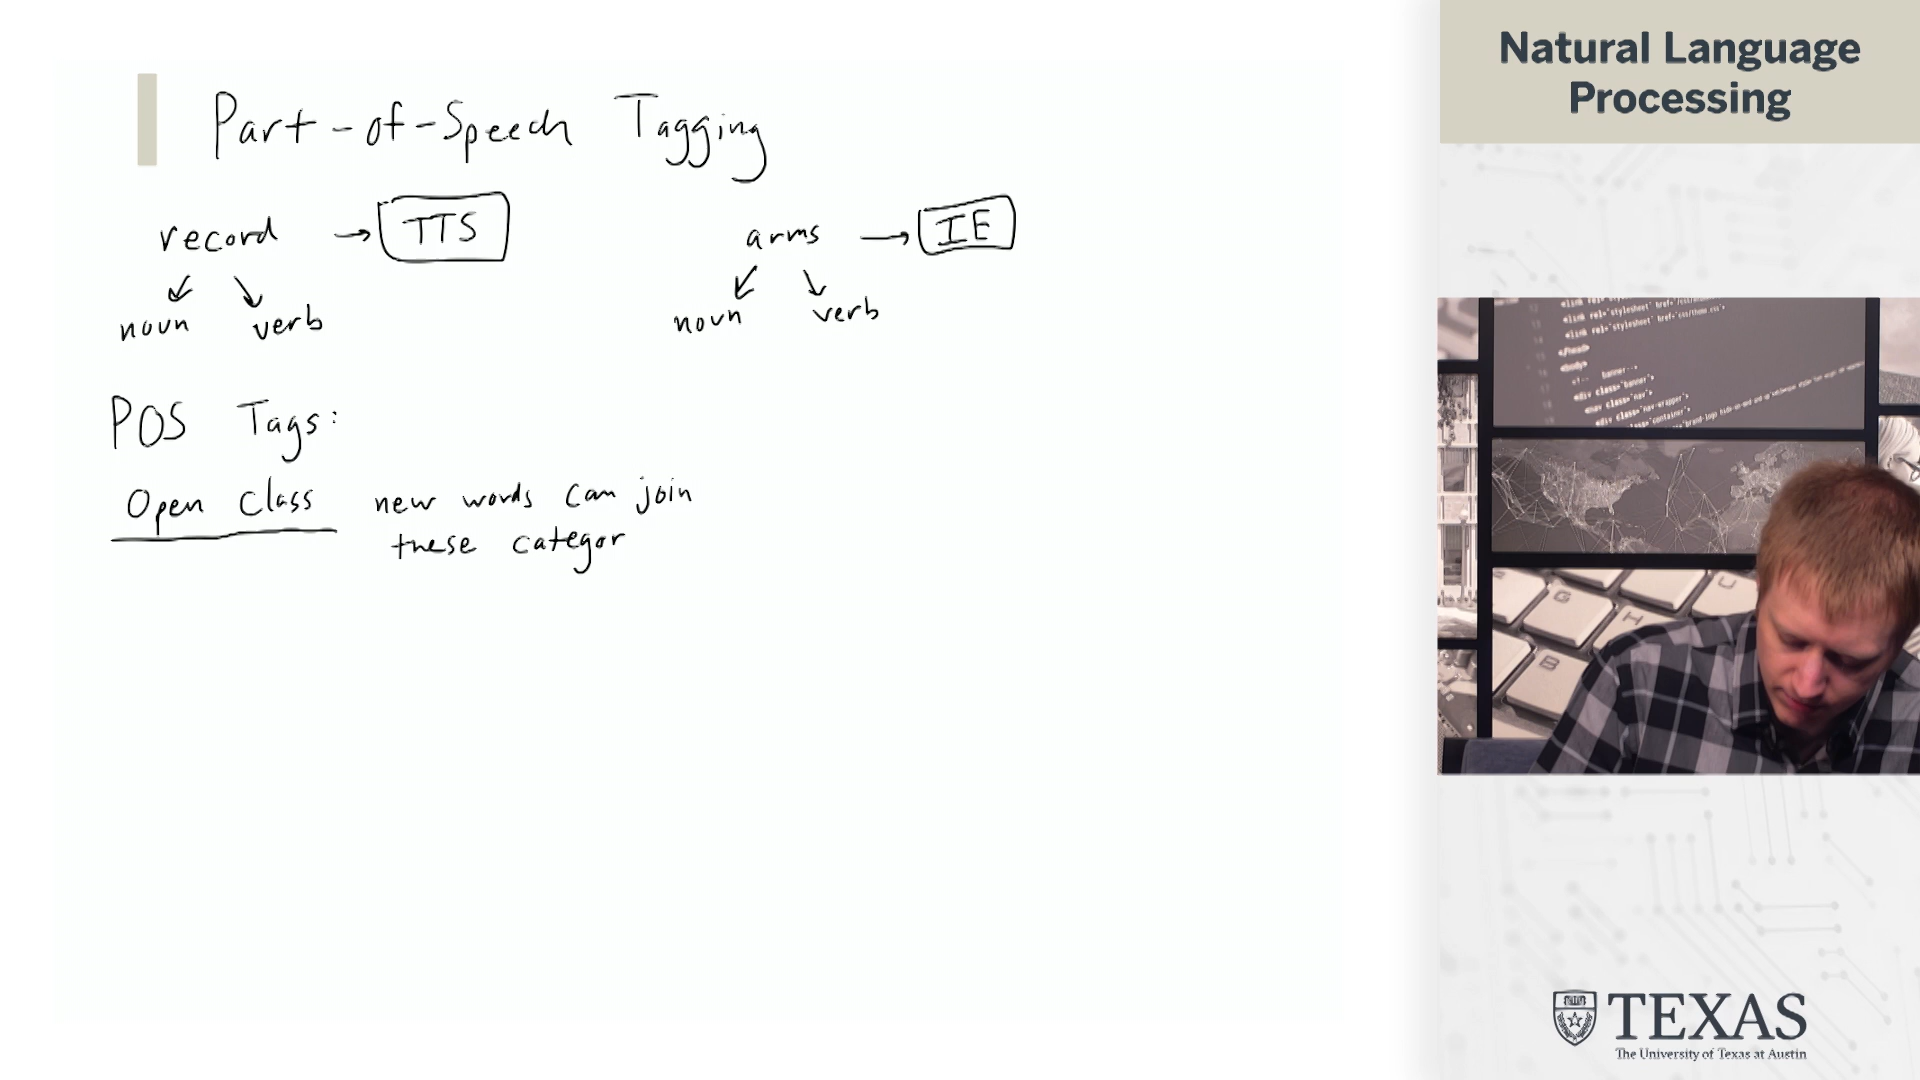 Natural Language
Processing
Part-of-Speech Tagging
record → TTS
arms → IE
noun verb
noun verb
POS Tags:
Open Class new words can join
these categor
TEXAS
The University of Texas at Austin